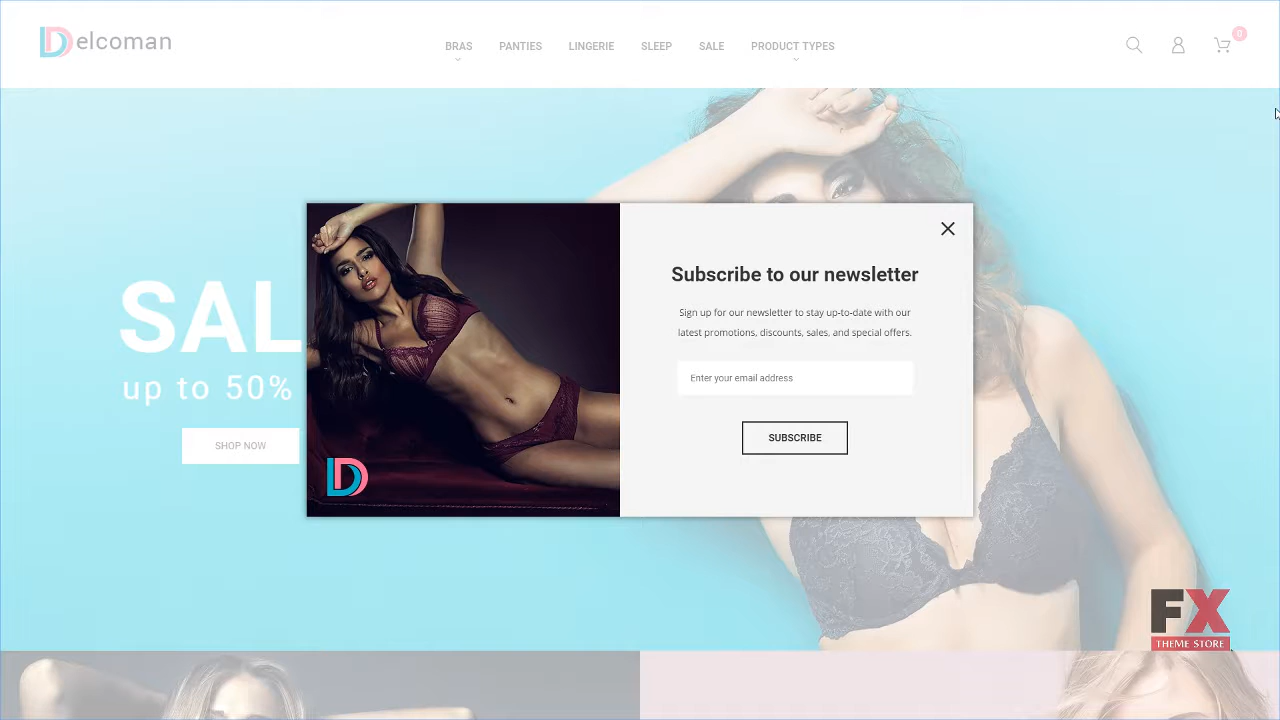 Delcoman
BRAS PANTIES LINGERIE SLEEP SALE PRODUCT TYPES
0
SAL
up to 50%
SHOP NOW
Subscribe to our newsletter
Sign up for our newsletter to stay up-to-date with our
latest promotions, discounts, sales, and special offers.
Enter your email address
SUBSCRIBE
D
FX
THEME STORE